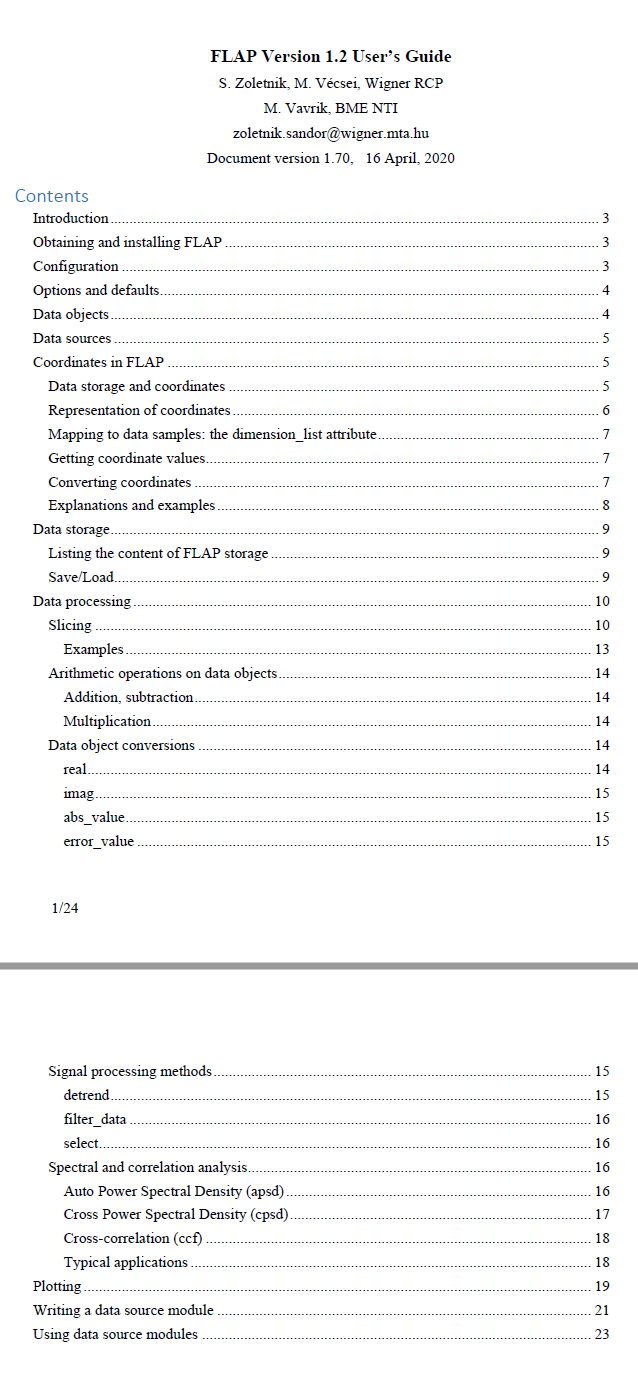 FLAP Version 1.2 User’s Guide
S. Zoletnik, M. Vécsei, Wigner RCP
M. Vavrik, BME NTI
zoletnik.sandor@wigner.mta.hu
Document version 1.70,   16 April, 2020
Contents
Introduction ........ 3
Obtaining and installing FLAP ........ 3
Configuration ........ 3
Options and defaults ........ 4
Data objects ........ 4
Data sources ........ 5
Coordinates in FLAP ........ 5
Data storage and coordinates ........ 5
Representation of coordinates ........ 6
Mapping to data samples: the dimension_list attribute ........ 7
Getting coordinate values ........ 7
Converting coordinates ........ 7
Explanations and examples ........ 8
Data storage ........ 9
Listing the content of FLAP storage ........ 9
Save/Load ........ 9
Data processing ........ 10
Slicing ........ 10
Examples ........ 13
Arithmetic operations on data objects ........ 14
Addition, subtraction ........ 14
Multiplication ........ 14
Data object conversions ........ 14
real ........ 14
imag ........ 15
abs_value ........ 15
error_value ........ 15
1/24
Signal processing methods ........ 15
detrend ........ 15
filter_data ........ 16
select ........ 16
Spectral and correlation analysis ........ 16
Auto Power Spectral Density (apsd) ........ 16
Cross Power Spectral Density (cpsd) ........ 17
Cross-correlation (ccf) ........ 18
Typical applications ........ 18
Plotting ........ 19
Writing a data source module ........ 21
Using data source modules ........ 23